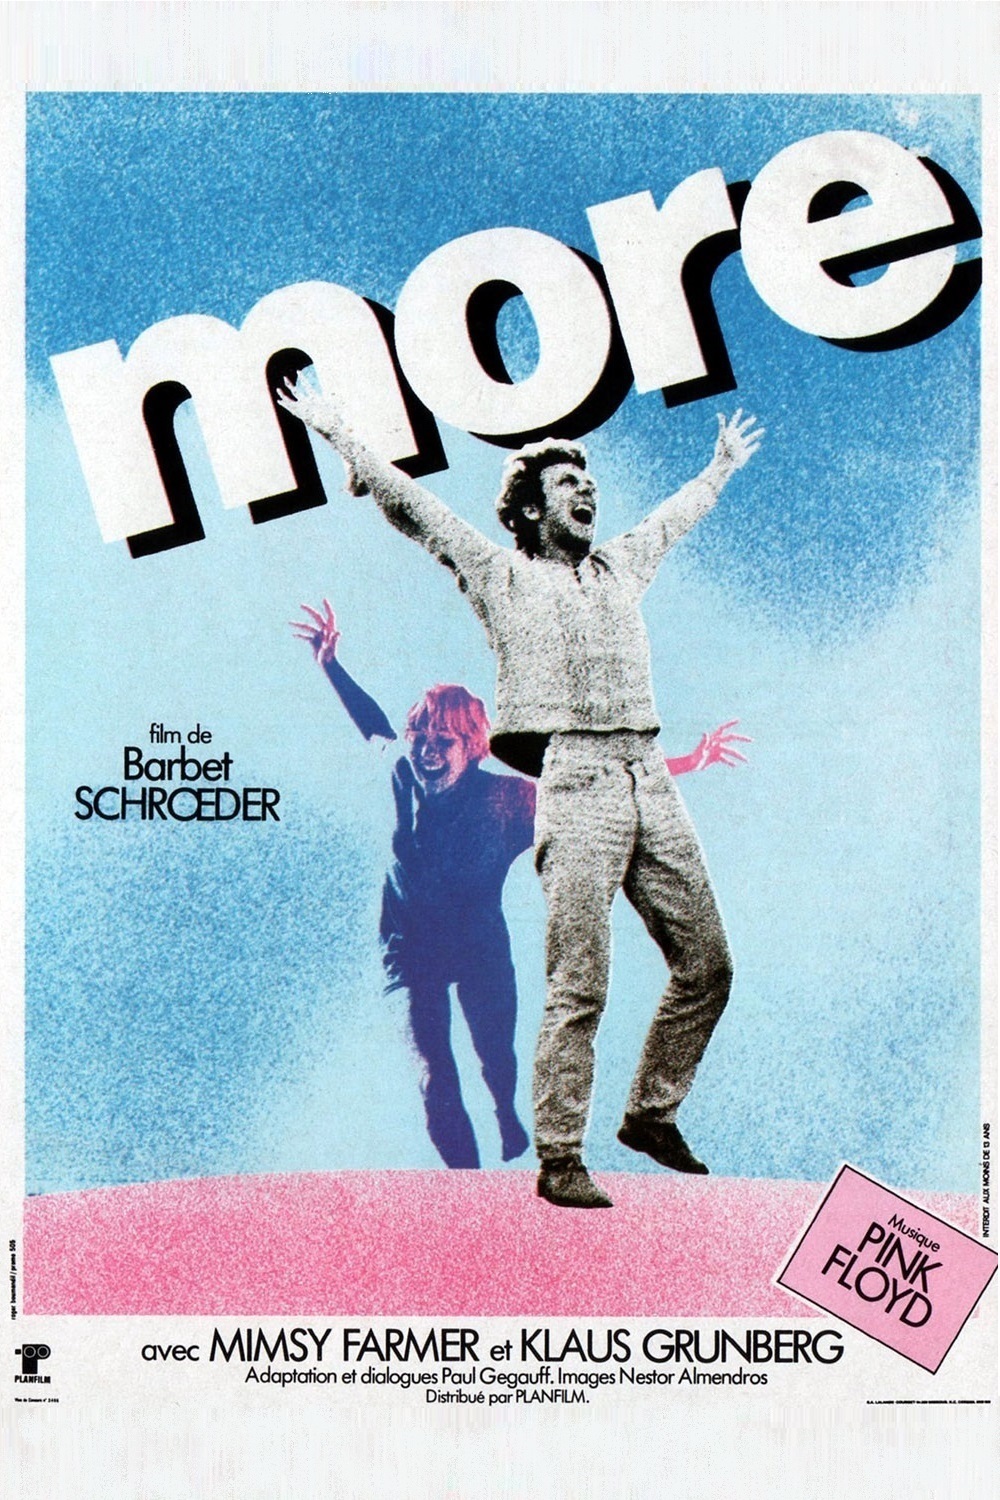 more
film de
Barbet
SCHRŒDER
INTERDIT AUX MOINS DE 13 ANS
Musique
PINK
FLOYD
avec MIMSY FARMER et KLAUS GRUNBERG
Adaptation et dialogues Paul Gegauff. Images Nestor Almendros
Distribué par PLANFILM.
PLANFILM